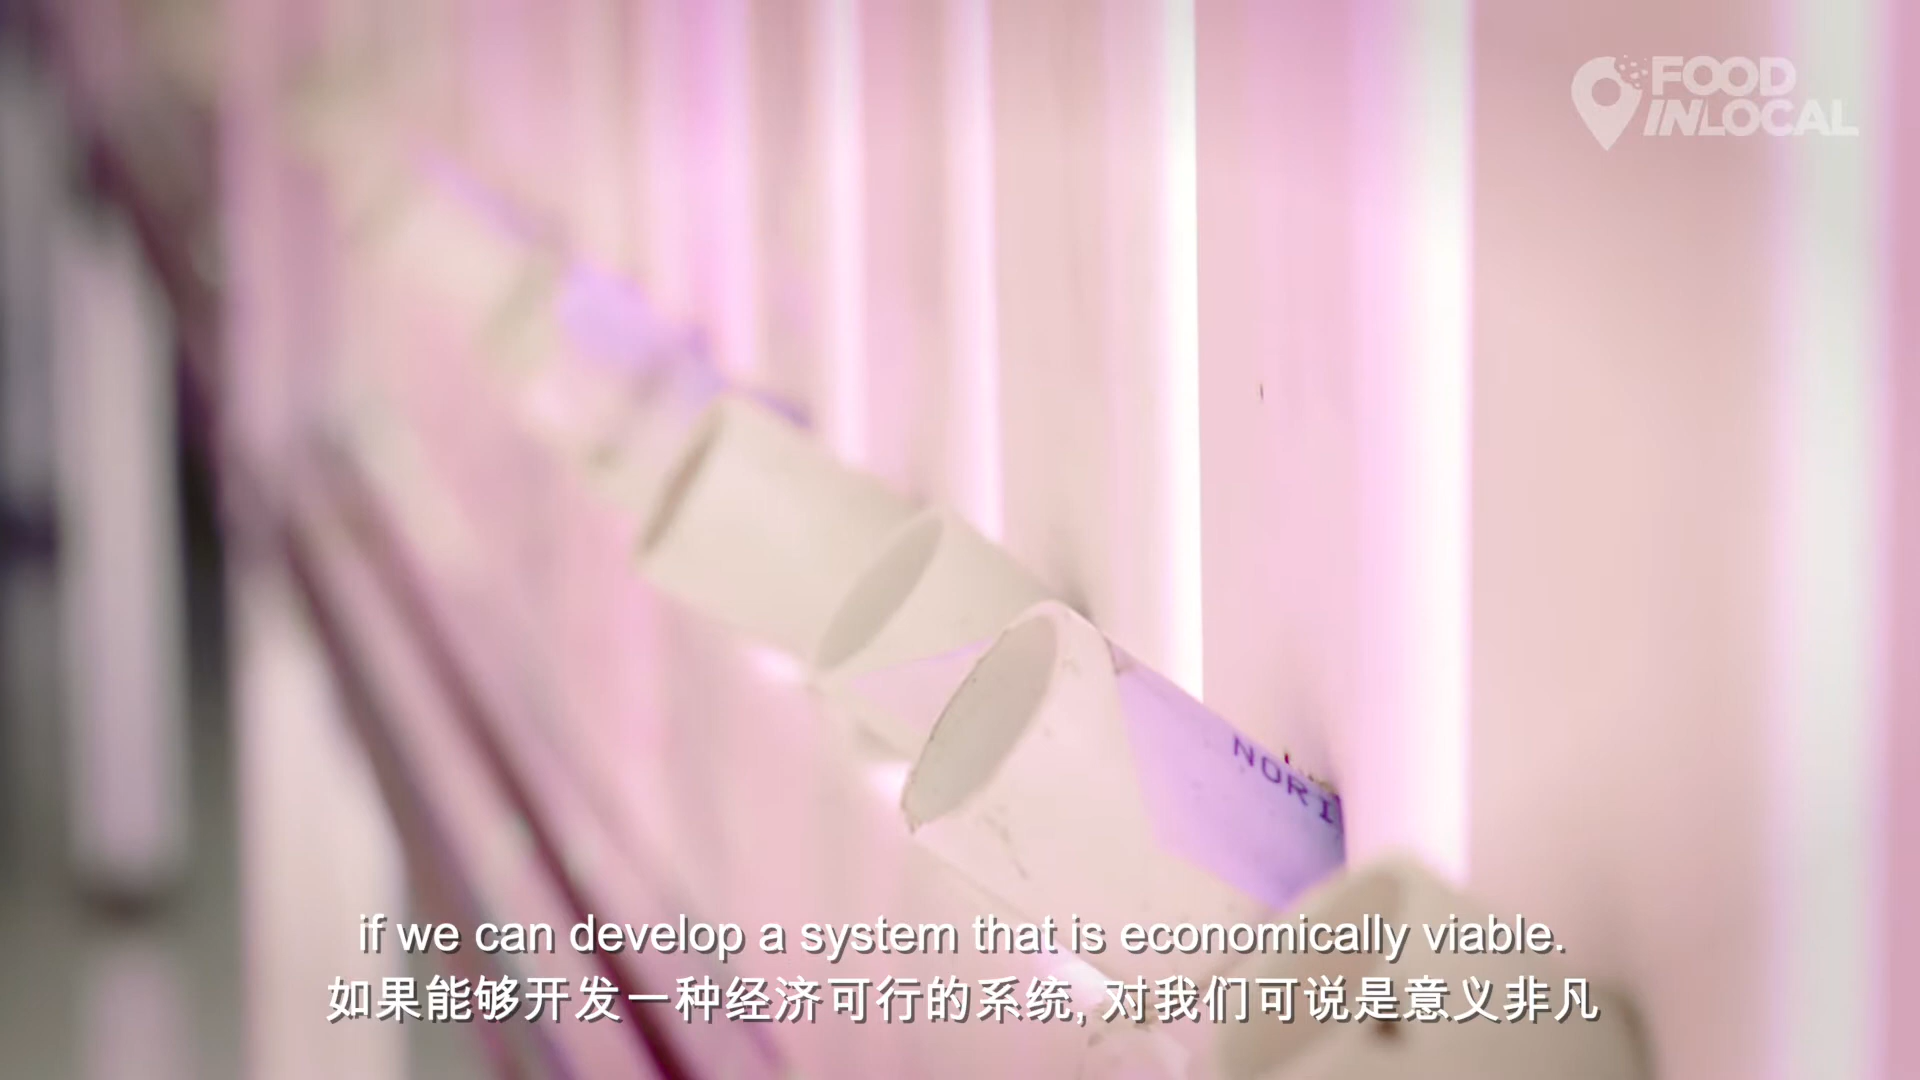 FOOD
INLOCAL
NORI
if we can develop a system that is economically viable.
如果能够开发一种经济可行的系统, 对我们可说是意义非凡